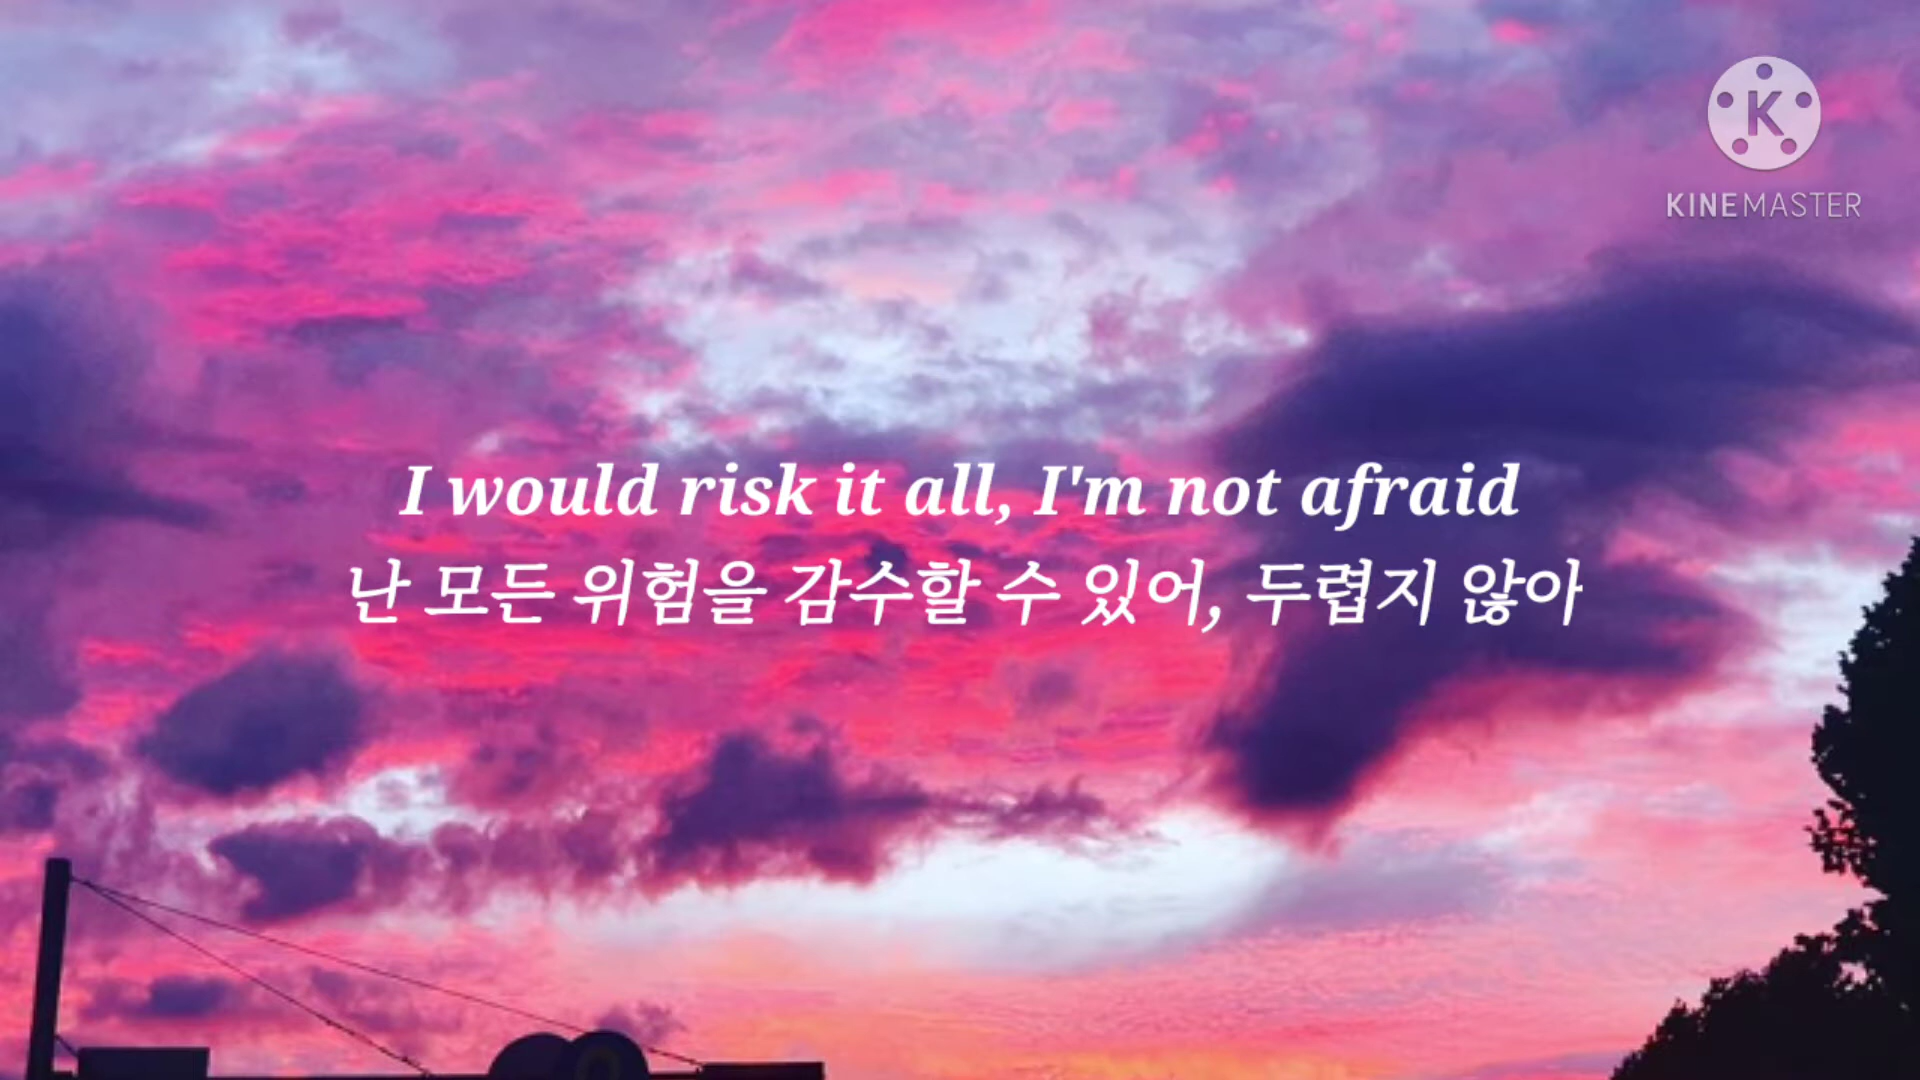 KINEMASTER
I would risk it all, I'm not afraid
난 모든 위험을 감수할 수 있어, 두렵지 않아